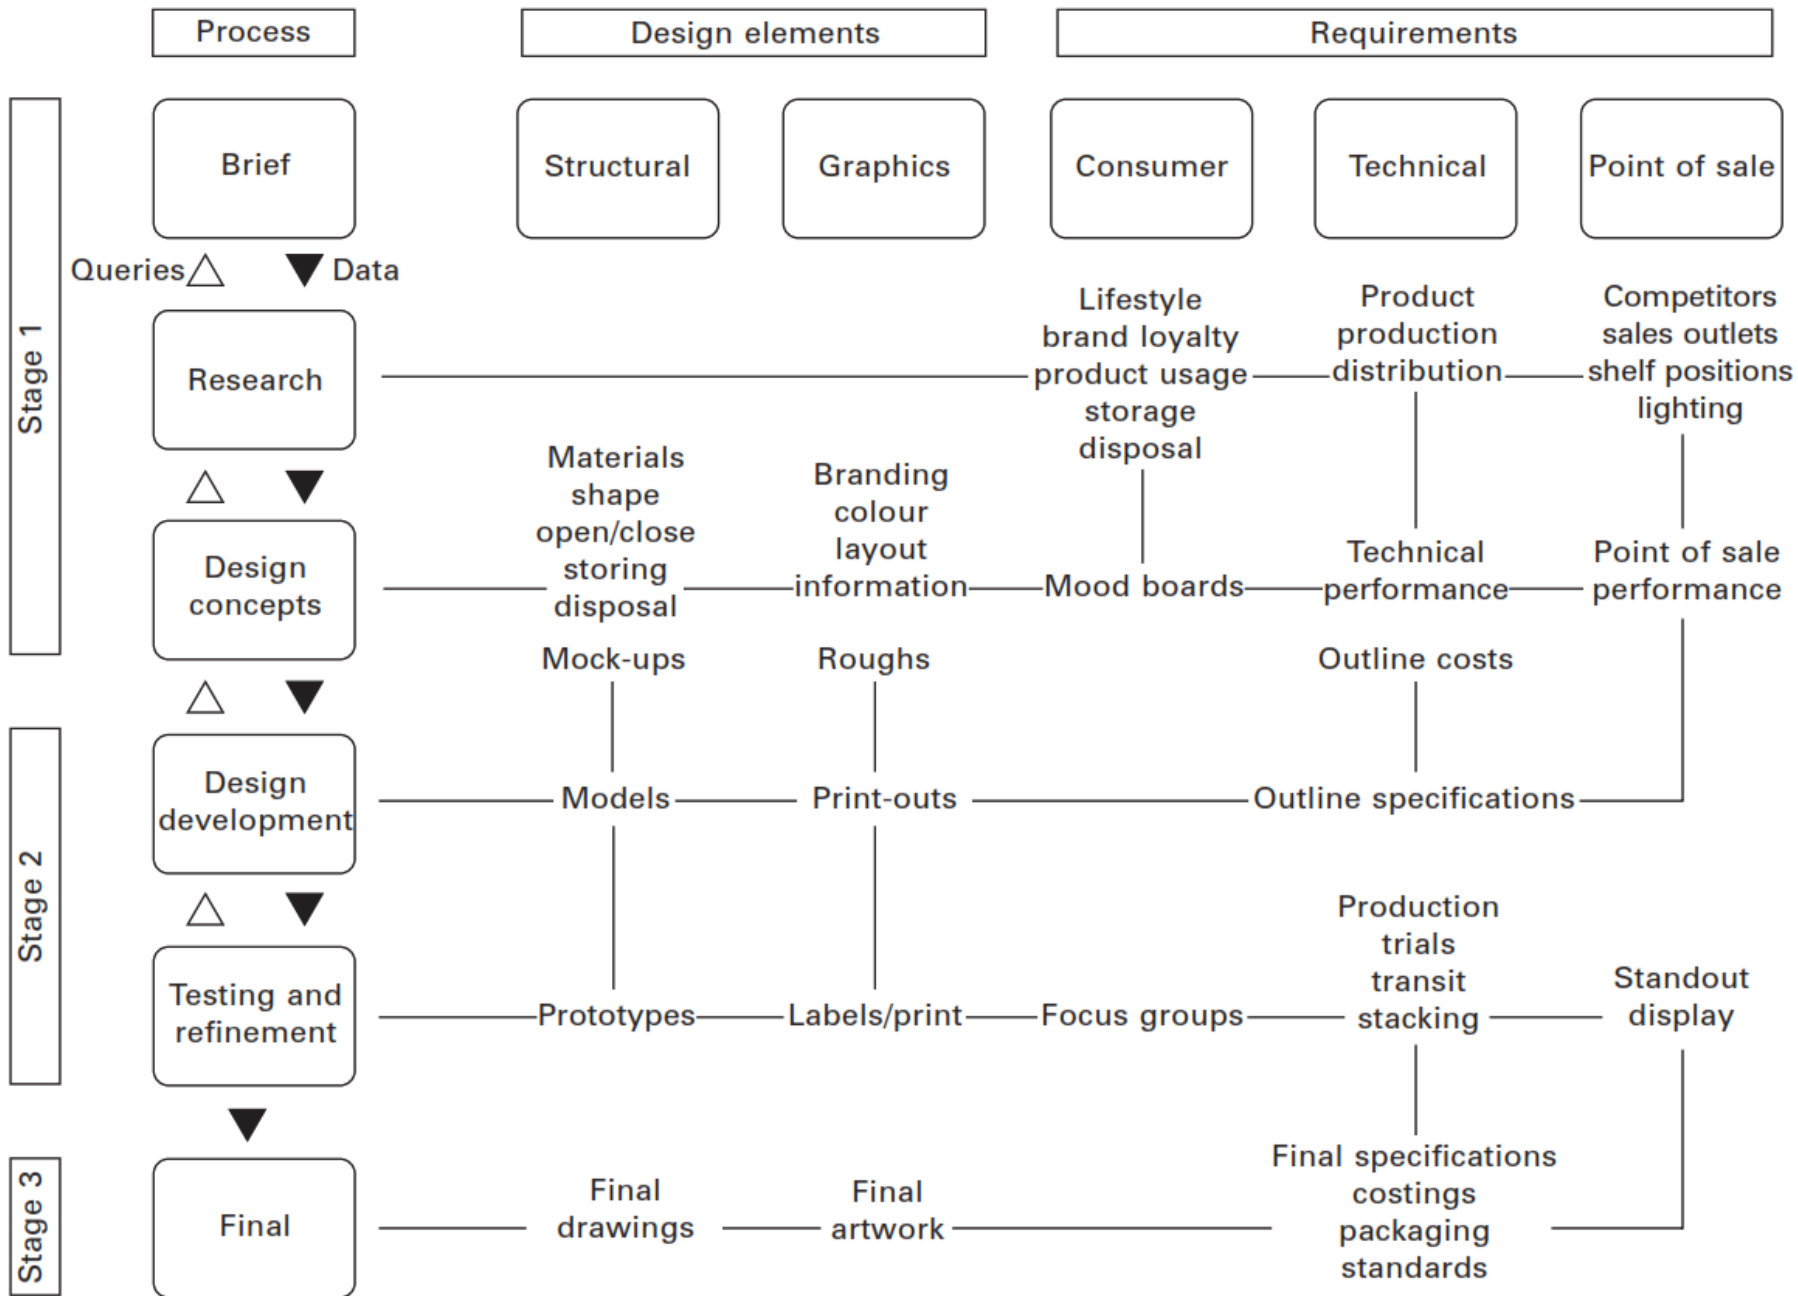 Process
Design elements
Requirements
Stage 1
Brief
Structural
Graphics
Consumer
Technical
Point of sale
Queries
Data
Research
Lifestyle
brand loyalty
product usage
storage
disposal
Product
production
distribution
Competitors
sales outlets
shelf positions
lighting
Design
concepts
Materials
shape
open/close
storing
disposal
Branding
colour
layout
information
Mood boards
Technical
performance
Point of sale
performance
Mock-ups
Roughs
Outline costs
Stage 2
Design
development
Models
Print-outs
Outline specifications
Testing and
refinement
Prototypes
Labels/print
Focus groups
Production
trials
transit
stacking
Standout
display
Stage 3
Final
Final
drawings
Final
artwork
Final specifications
costings
packaging
standards